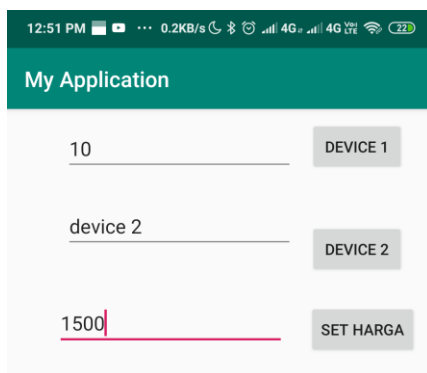 12:51 PM ... 0.2KB/s 4G 4G VoLTE 22
My Application
10 DEVICE 1
device 2
DEVICE 2
1500 SET HARGA